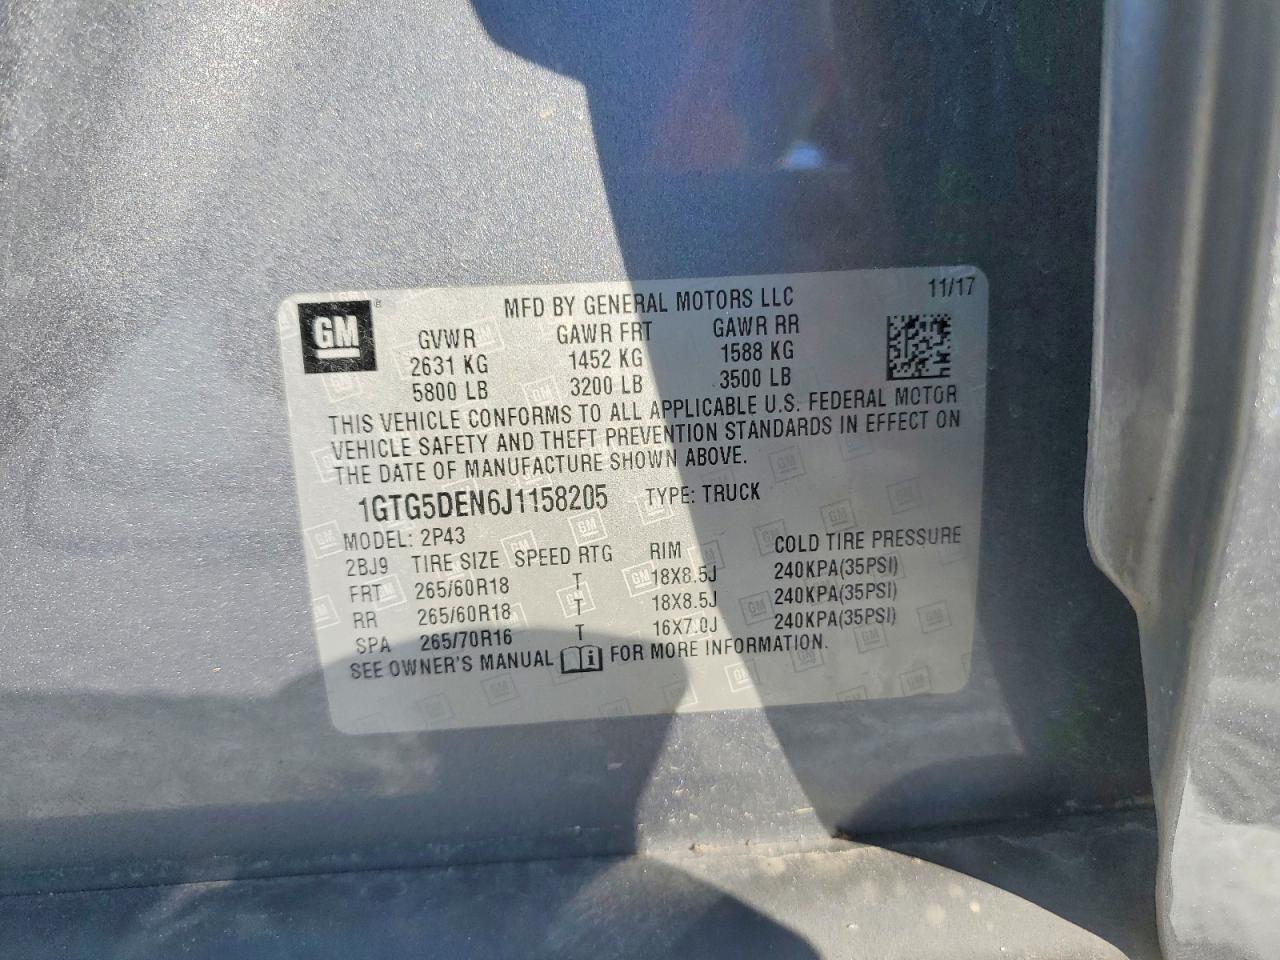 MFD BY GENERAL MOTORS LLC 11/17
GM ®
GVWR GAWR FRT GAWR RR
2631 KG 1452 KG 1588 KG
5800 LB 3200 LB 3500 LB
THIS VEHICLE CONFORMS TO ALL APPLICABLE U.S. FEDERAL MOTOR
VEHICLE SAFETY AND THEFT PREVENTION STANDARDS IN EFFECT ON
THE DATE OF MANUFACTURE SHOWN ABOVE.
1GTG5DEN6J1158205 TYPE: TRUCK
MODEL: 2P43
2BJ9 TIRE SIZE SPEED RTG RIM COLD TIRE PRESSURE
FRT 265/60R18 T 18X8.5J 240KPA(35PSI)
RR 265/60R18 T 18X8.5J 240KPA(35PSI)
SPA 265/70R16 T 16X7.0J 240KPA(35PSI)
SEE OWNER'S MANUAL FOR MORE INFORMATION.